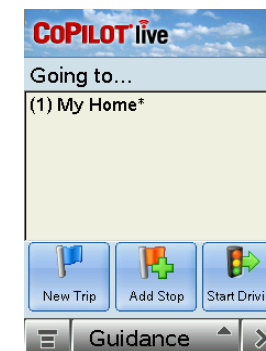 CoPILOT live
Going to...
(1) My Home*
New Trip
Add Stop
Start Drivi
Guidance